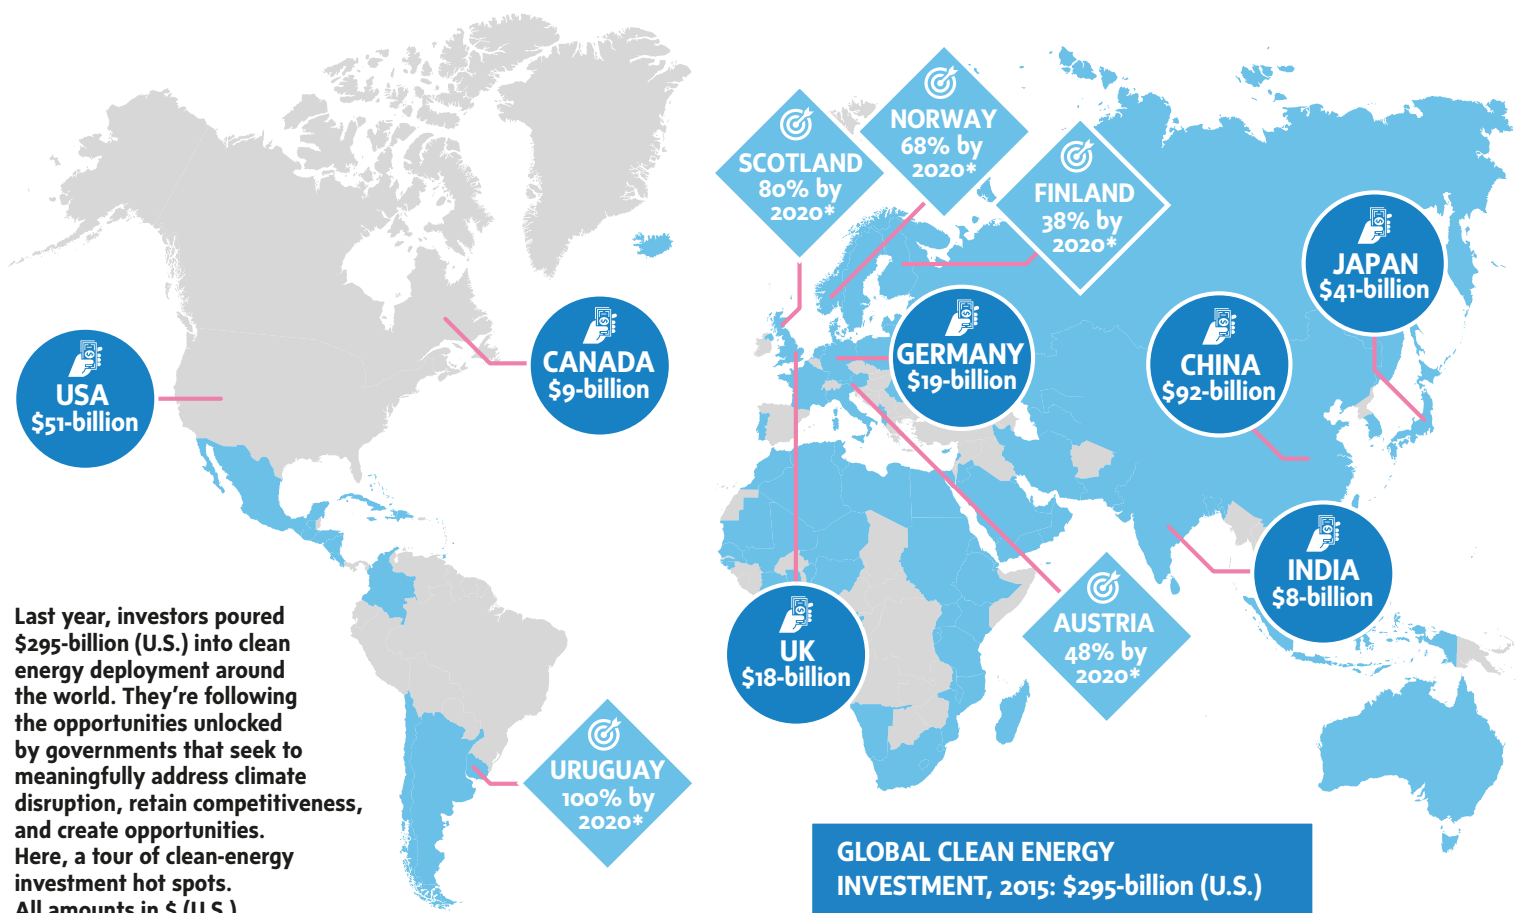 NORWAY
68% by
2020*
SCOTLAND
80% by
2020*
FINLAND
38% by
2020*
JAPAN
$41-billion
USA
$51-billion
CANADA
$9-billion
GERMANY
$19-billion
CHINA
$92-billion
INDIA
$8-billion
UK
$18-billion
AUSTRIA
48% by
2020*
URUGUAY
100% by
2020*
Last year, investors poured
$295-billion (U.S.) into clean
energy deployment around
the world. They’re following
the opportunities unlocked
by governments that seek to
meaningfully address climate
disruption, retain competitiveness,
and create opportunities.
Here, a tour of clean-energy
investment hot spots.
All amounts in $ (U.S.)
GLOBAL CLEAN ENERGY
INVESTMENT, 2015: $295-billion (U.S.)